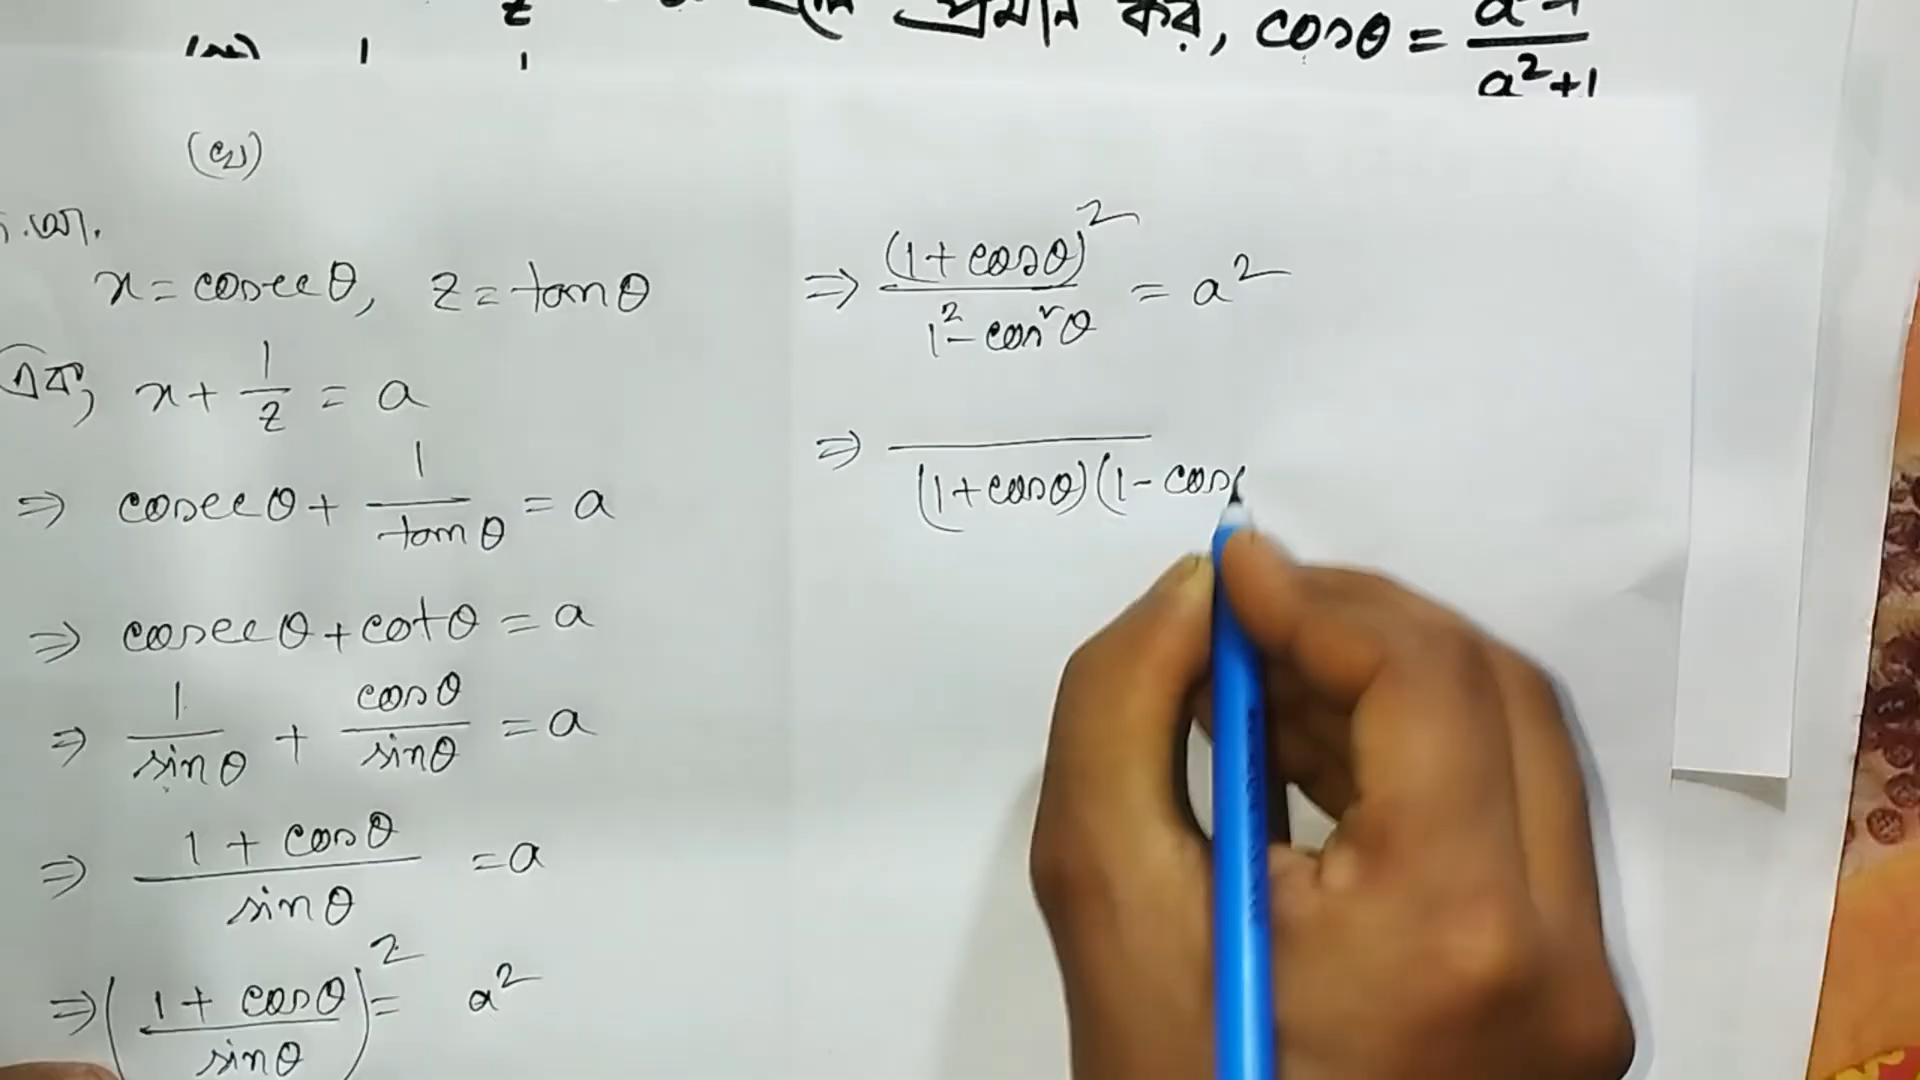 প্রমান কর, cosθ = a²-1/a²+1
(খ)
দে.আ.
x = cosecθ, z = tanθ
এবং, x + 1/z = a
⇒ cosecθ + 1/tanθ = a
⇒ cosecθ + cotθ = a
⇒ 1/sinθ + cosθ/sinθ = a
⇒ 1 + cosθ/sinθ = a
⇒ (1 + cosθ/sinθ)² = a²
⇒ (1 + cosθ)²/1² - cos²θ = a²
⇒ (1 + cosθ)(1 - cos